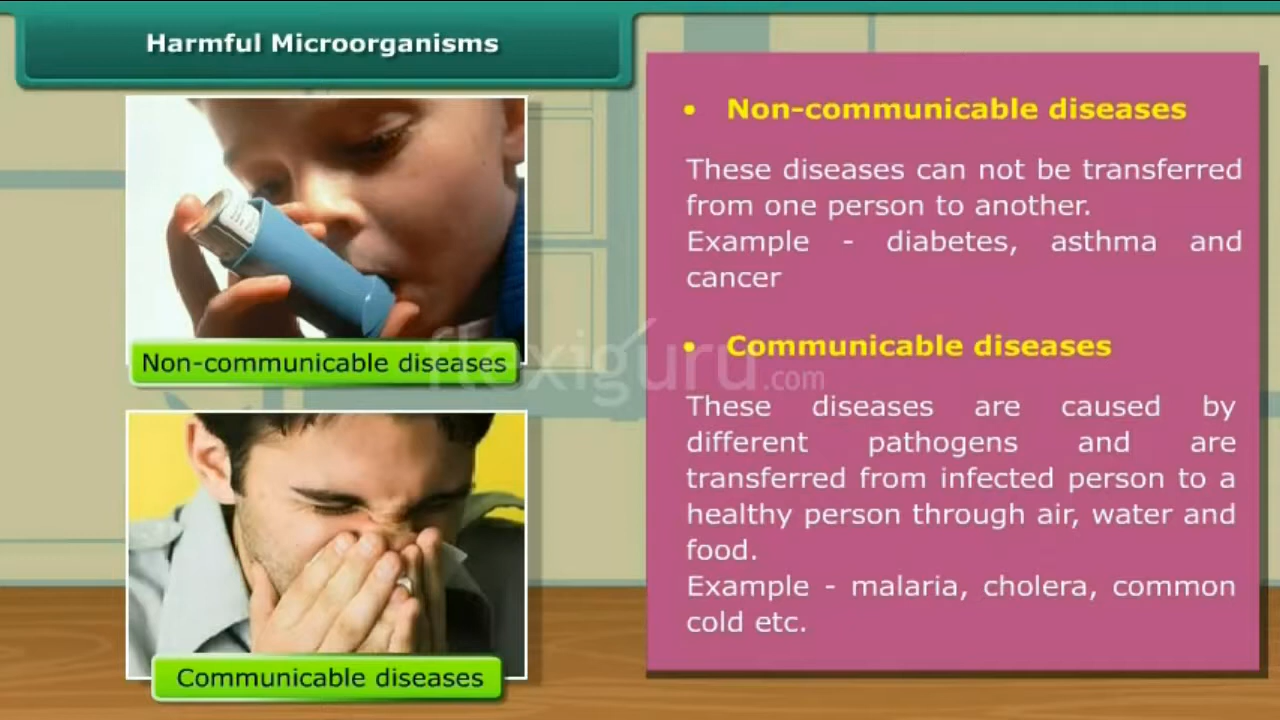 Harmful Microorganisms
Non-communicable diseases
Communicable diseases
• Non-communicable diseases
These diseases can not be transferred
from one person to another.
Example - diabetes, asthma and
cancer
• Communicable diseases
These diseases are caused by
different pathogens and are
transferred from infected person to a
healthy person through air, water and
food.
Example - malaria, cholera, common
cold etc.
flexiguru.com